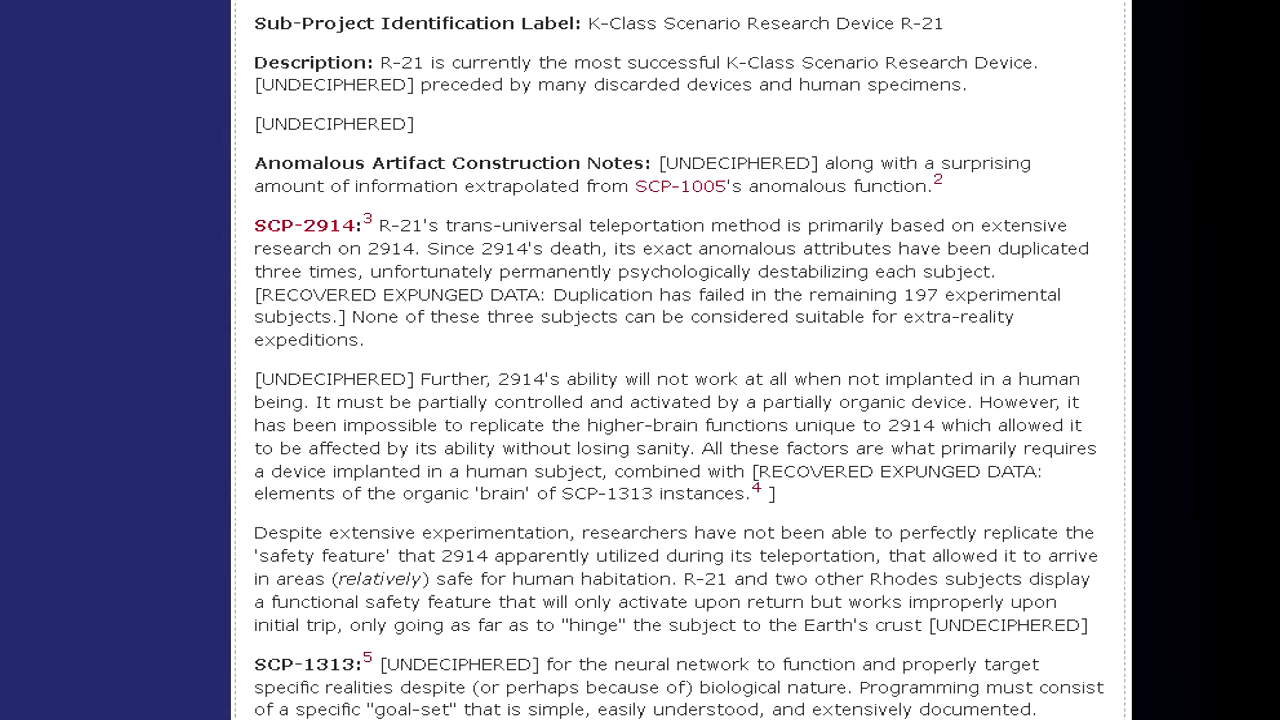 Sub-Project Identification Label: K-Class Scenario Research Device R-21
Description: R-21 is currently the most successful K-Class Scenario Research Device.
[UNDECIPHERED] preceded by many discarded devices and human specimens.
[UNDECIPHERED]
Anomalous Artifact Construction Notes: [UNDECIPHERED] along with a surprising
amount of information extrapolated from SCP-1005's anomalous function.2
SCP-2914:3 R-21's trans-universal teleportation method is primarily based on extensive
research on 2914. Since 2914's death, its exact anomalous attributes have been duplicated
three times, unfortunately permanently psychologically destabilizing each subject.
[RECOVERED EXPUNGED DATA: Duplication has failed in the remaining 197 experimental
subjects.] None of these three subjects can be considered suitable for extra-reality
expeditions.
[UNDECIPHERED] Further, 2914's ability will not work at all when not implanted in a human
being. It must be partially controlled and activated by a partially organic device. However, it
has been impossible to replicate the higher-brain functions unique to 2914 which allowed it
to be affected by its ability without losing sanity. All these factors are what primarily requires
a device implanted in a human subject, combined with [RECOVERED EXPUNGED DATA:
elements of the organic 'brain' of SCP-1313 instances.4 ]
Despite extensive experimentation, researchers have not been able to perfectly replicate the
'safety feature' that 2914 apparently utilized during its teleportation, that allowed it to arrive
in areas (relatively) safe for human habitation. R-21 and two other Rhodes subjects display
a functional safety feature that will only activate upon return but works improperly upon
initial trip, only going as far as to "hinge" the subject to the Earth's crust [UNDECIPHERED]
SCP-1313:5 [UNDECIPHERED] for the neural network to function and properly target
specific realities despite (or perhaps because of) biological nature. Programming must consist
of a specific "goal-set" that is simple, easily understood, and extensively documented.